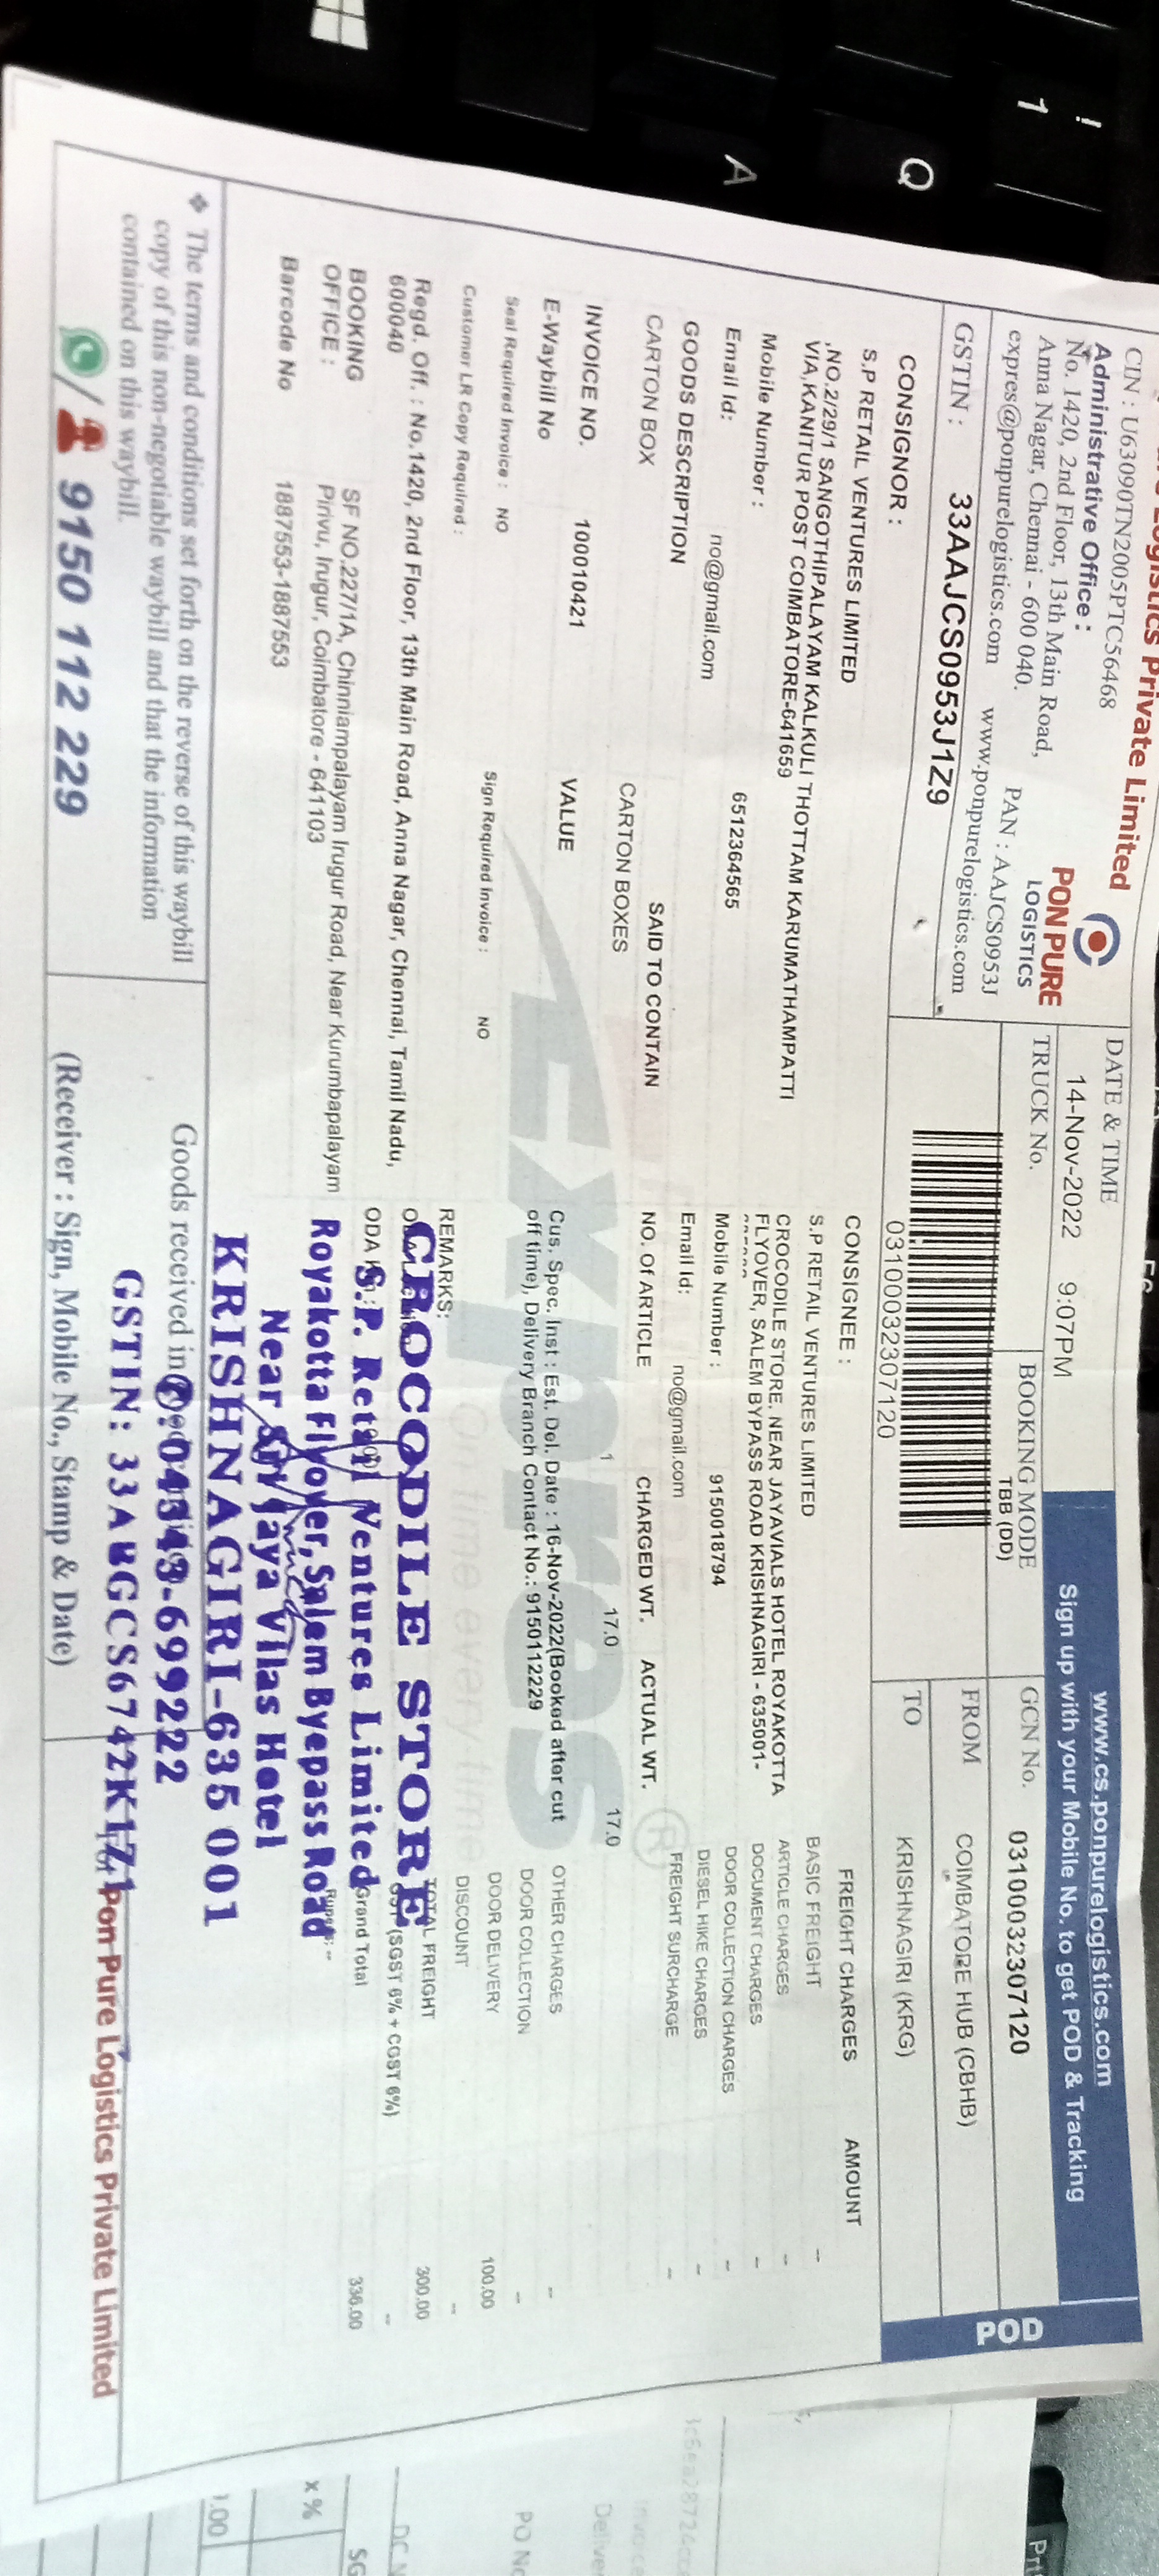 Logistics Private Limited
CIN : U63090TN2005PTC56468
Administrative Office :
No. 1420, 2nd Floor, 13th Main Road,
Anna Nagar, Chennai - 600 040.
PAN : AAJCS0953J
expres@ponpurelogistics.com www.ponpurelogistics.com
PON PURE
LOGISTICS
GSTIN : 33AAJCS0953J1Z9
DATE & TIME
14-Nov-2022 9:07PM
TRUCK No.
BOOKING MODE
TBB (DD)
03100032307120
www.cs.ponpurelogistics.com
Sign up with your Mobile No. to get POD & Tracking
GCN No. 03100032307120
FROM COIMBATORE HUB (CBHB)
TO KRISHNAGIRI (KRG)
POD
CONSIGNOR :
S.P RETAIL VENTURES LIMITED
,NO.2/29/1 SANGOTHIPALAYAM KALKULI THOTTAM KARUMATHAMPATTI
VIA,KANITUR POST COIMBATORE-641659
Mobile Number : 6512364565
Email Id: no@gmail.com
CONSIGNEE :
S.P RETAIL VENTURES LIMITED
CROCODILE STORE. NEAR JAYAVIALS HOTEL ROYAKOTTA
FLYOVER, SALEM BYPASS ROAD KRISHNAGIRI - 635001-
Mobile Number : 9150018794
Email Id: no@gmail.com
GOODS DESCRIPTION SAID TO CONTAIN NO. Of ARTICLE CHARGED WT. ACTUAL WT.
CARTON BOX CARTON BOXES 1 17.0 17.0
INVOICE NO. 100010421 VALUE
E-Waybill No
Seal Required Invoice : NO Sign Required Invoice : NO
Customer LR Copy Required :
Cus. Spec. Inst : Est. Del. Date : 16-Nov-2022(Booked after cut
off time), Delivery Branch Contact No.: 9150112229
REMARKS:
FREIGHT CHARGES AMOUNT
BASIC FREIGHT -
ARTICLE CHARGES -
DOCUMENT CHARGES -
DOOR COLLECTION CHARGES -
DIESEL HIKE CHARGES -
FREIGHT SURCHARGE -
OTHER CHARGES -
DOOR COLLECTION -
DOOR DELIVERY 100.00
DISCOUNT -
TOTAL FREIGHT 300.00
GST (SGST 6% + CGST 6%) -
Grand Total 336.00
Regd. Off. : No.1420, 2nd Floor, 13th Main Road, Anna Nagar, Chennai, Tamil Nadu,
600040
BOOKING OFFICE : SF NO.227/1A, Chinniampalayam Irugur Road, Near Kurumbapalayam
Pirivu, Irugur, Coimbatore - 641103
Barcode No 1887553-1887553
Expres
On time every time
CROCODILE STORE
S.P. Retail Ventures Limited
Royakotta Flyover, Salem Byepass Road
Near Sri Jaya Vilas Hotel
KRISHNAGIRI-635 001
✆: 04343-699222
GSTIN: 33ABGCS6742K1Z1
❖ The terms and conditions set forth on the reverse of this waybill
copy of this non-negotiable waybill and that the information
contained on this waybill.
9150 112 229
Goods received in
(Receiver : Sign, Mobile No., Stamp & Date)
For Pon Pure Logistics Private Limited
! 1
Q
A
x %
PO No